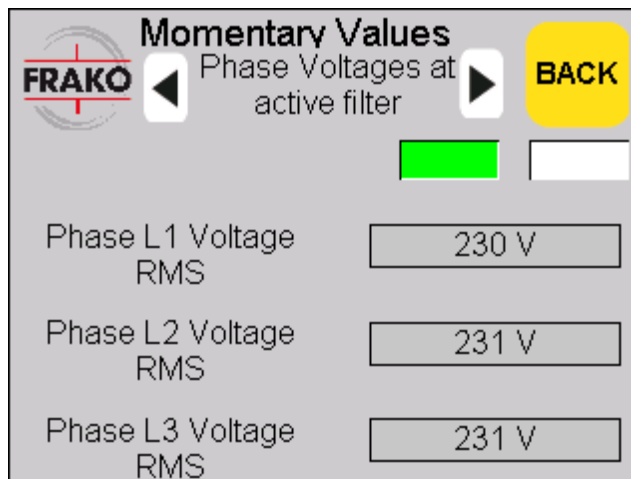 Momentary Values
FRAKO
Phase Voltages at
active filter
BACK
Phase L1 Voltage
RMS
230 V
Phase L2 Voltage
RMS
231 V
Phase L3 Voltage
RMS
231 V